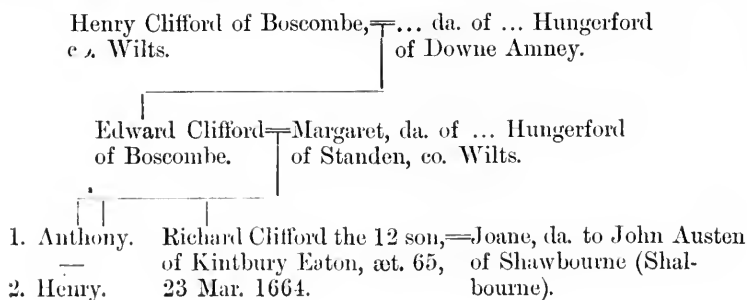 Henry Clifford of Boscombe, ... da. of ... Hungerford
co. Wilts. of Downe Amney.
Edward Clifford Margaret, da. of ... Hungerford
of Boscombe. of Standen, co. Wilts.
1. Anthony. Richard Clifford the 12 son, Joane, da. to John Austen
of Kintbury Eaton, æt. 65, of Shawbourne (Shal-
2. Henry. 23 Mar. 1664. bourne).